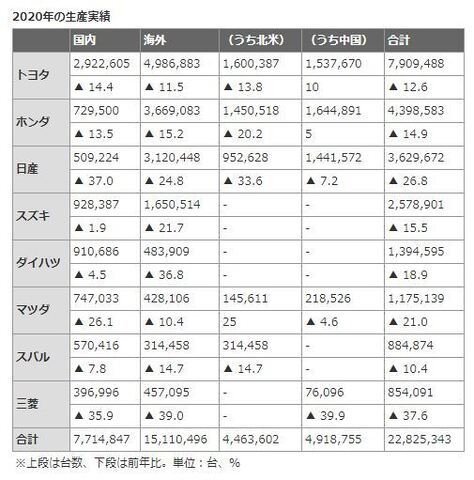 2020年の生産実績
国内 海外 (うち北米) (うち中国) 合計
トヨタ 2,922,605 4,986,883 1,600,387 1,537,670 7,909,488
▲ 14.4 ▲ 11.5 ▲ 13.8 10 ▲ 12.6
ホンダ 729,500 3,669,083 1,450,518 1,644,891 4,398,583
▲ 13.5 ▲ 15.2 ▲ 20.2 5 ▲ 14.9
日産 509,224 3,120,448 952,628 1,441,572 3,629,672
▲ 37.0 ▲ 24.8 ▲ 33.6 ▲ 7.2 ▲ 26.8
スズキ 928,387 1,650,514 - - 2,578,901
▲ 1.9 ▲ 21.7 - - ▲ 15.5
ダイハツ 910,686 483,909 - - 1,394,595
▲ 4.5 ▲ 36.8 - - ▲ 18.9
マツダ 747,033 428,106 145,611 218,526 1,175,139
▲ 26.1 ▲ 10.4 25 ▲ 4.6 ▲ 21.0
スバル 570,416 314,458 314,458 - 884,874
▲ 7.8 ▲ 14.7 ▲ 14.7 - ▲ 10.4
三菱 396,996 457,095 - 76,096 854,091
▲ 35.9 ▲ 39.0 - ▲ 39.9 ▲ 37.6
合計 7,714,847 15,110,496 4,463,602 4,918,755 22,825,343
※上段は台数、下段は前年比。単位：台、%